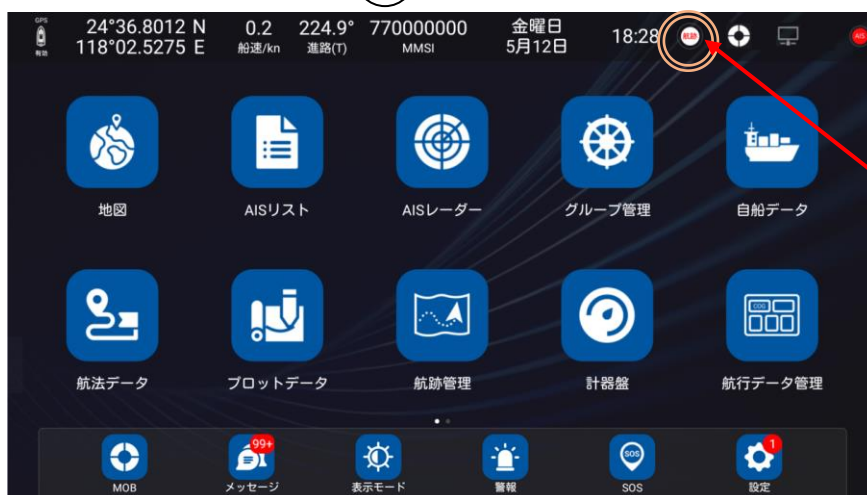 GPS
有効
24°36.8012 N
118°02.5275 E
0.2
船速/kn
224.9°
進路(T)
770000000
MMSI
金曜日
5月12日
18:28
航跡
AIS
地図
AISリスト
AISレーダー
グループ管理
自船データ
COG
航法データ
プロットデータ
航跡管理
計器盤
航行データ管理
99+
SOS
1
MOB
メッセージ
表示モード
警報
SOS
設定